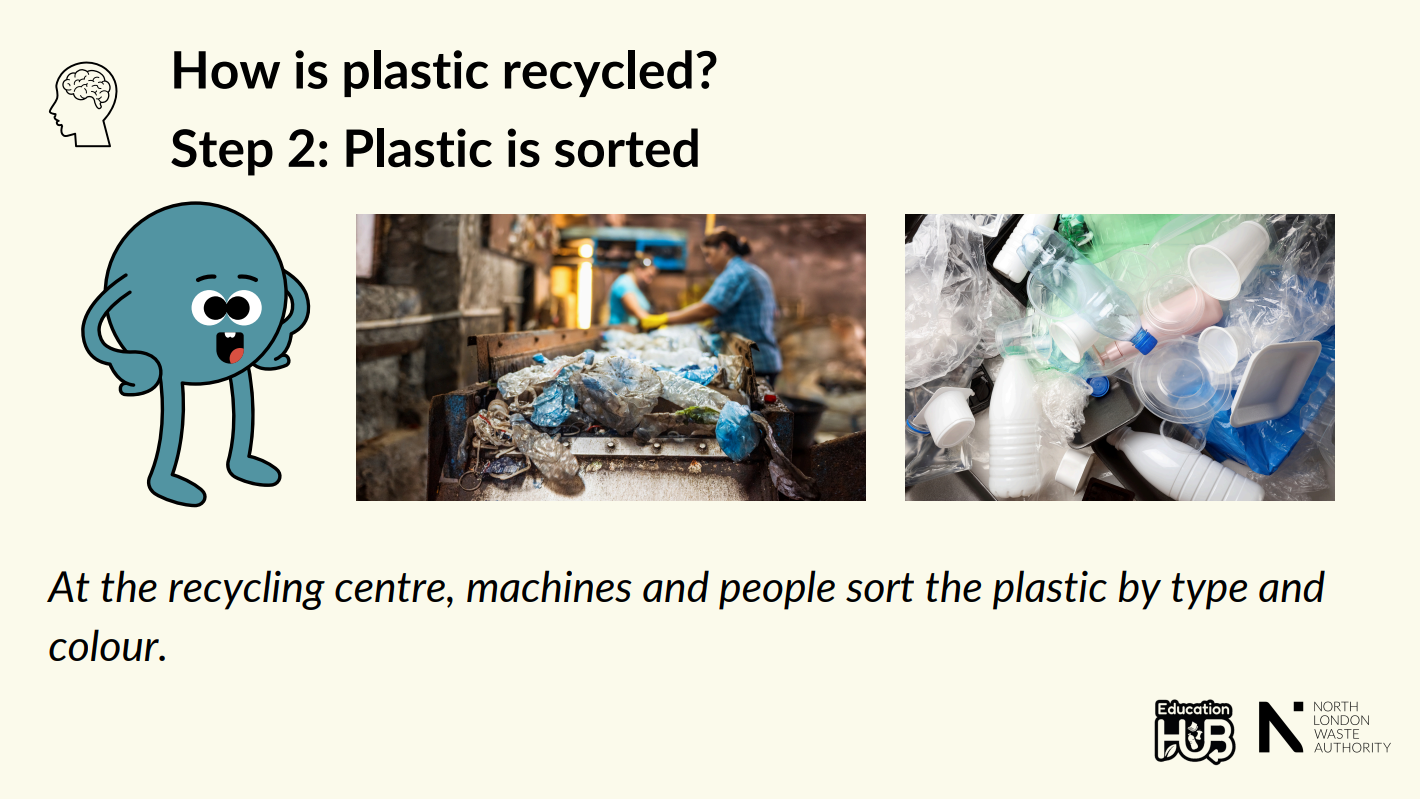 How is plastic recycled?
Step 2: Plastic is sorted
At the recycling centre, machines and people sort the plastic by type and
colour.
Education
HUB
NORTH
LONDON
WASTE
AUTHORITY